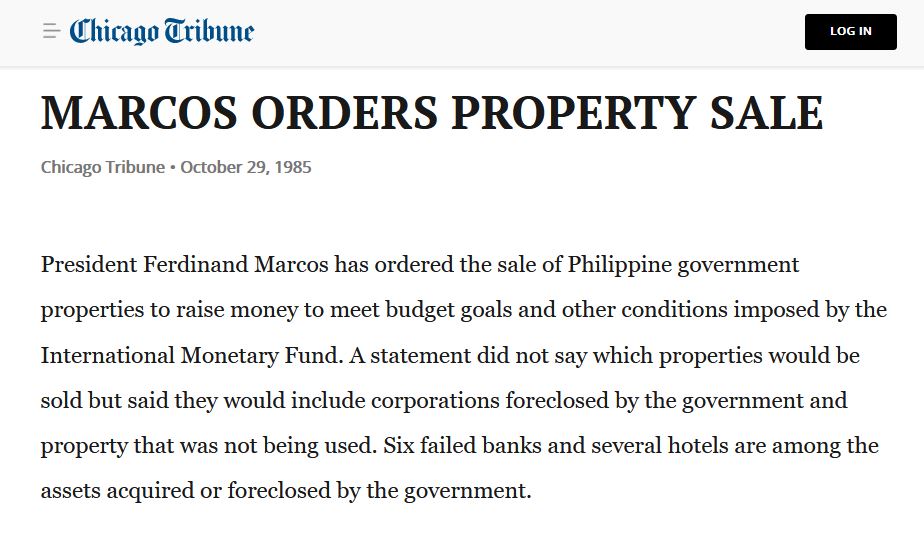 Chicago Tribune
LOG IN
MARCOS ORDERS PROPERTY SALE
Chicago Tribune • October 29, 1985
President Ferdinand Marcos has ordered the sale of Philippine government
properties to raise money to meet budget goals and other conditions imposed by the
International Monetary Fund. A statement did not say which properties would be
sold but said they would include corporations foreclosed by the government and
property that was not being used. Six failed banks and several hotels are among the
assets acquired or foreclosed by the government.